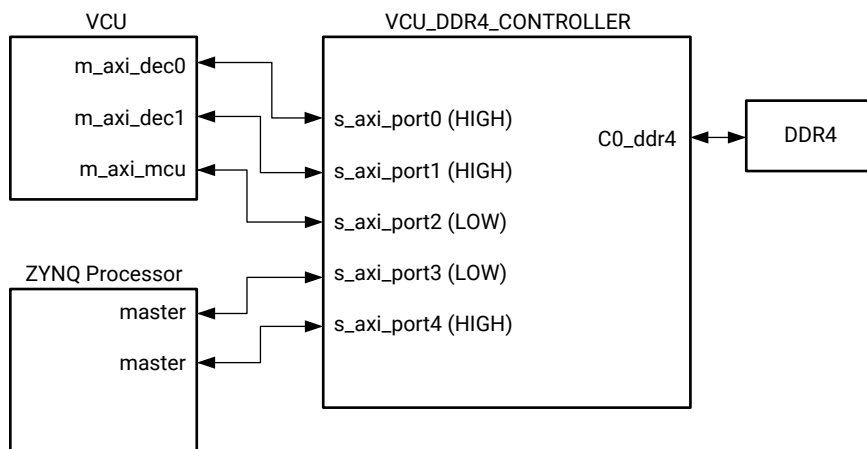 VCU
m_axi_dec0
m_axi_dec1
m_axi_mcu
ZYNQ Processor
master
master
VCU_DDR4_CONTROLLER
s_axi_port0 (HIGH)
s_axi_port1 (HIGH)
s_axi_port2 (LOW)
s_axi_port3 (LOW)
s_axi_port4 (HIGH)
C0_ddr4
DDR4